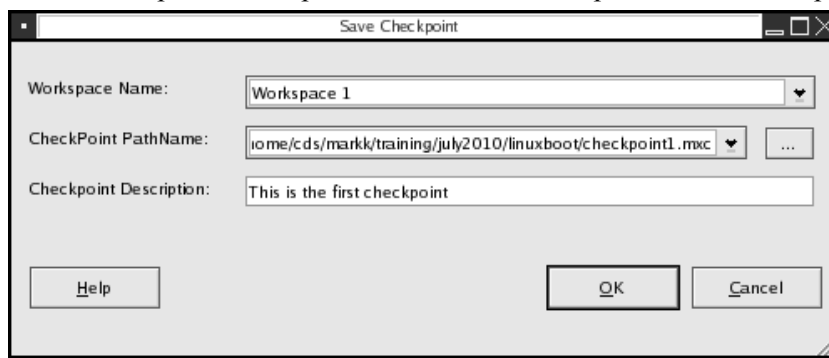 Save Checkpoint
Workspace Name: Workspace 1
CheckPoint PathName: ome/cds/markk/training/july2010/linuxboot/checkpoint1.mxc ...
Checkpoint Description: This is the first checkpoint
Help OK Cancel